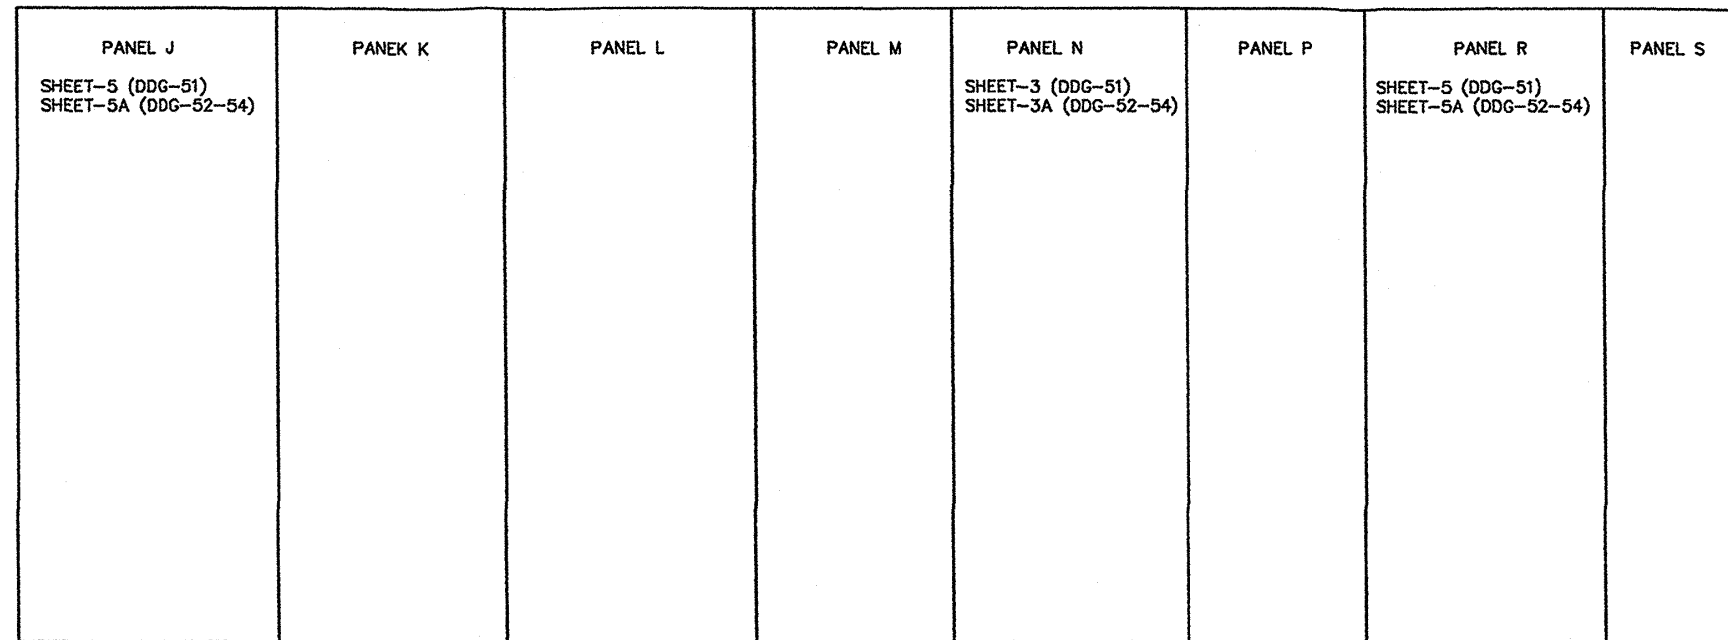 PANEL J
SHEET-5 (DDG-51)
SHEET-5A (DDG-52-54)
PANEK K
PANEL L
PANEL M
PANEL N
SHEET-3 (DDG-51)
SHEET-3A (DDG-52-54)
PANEL P
PANEL R
SHEET-5 (DDG-51)
SHEET-5A (DDG-52-54)
PANEL S